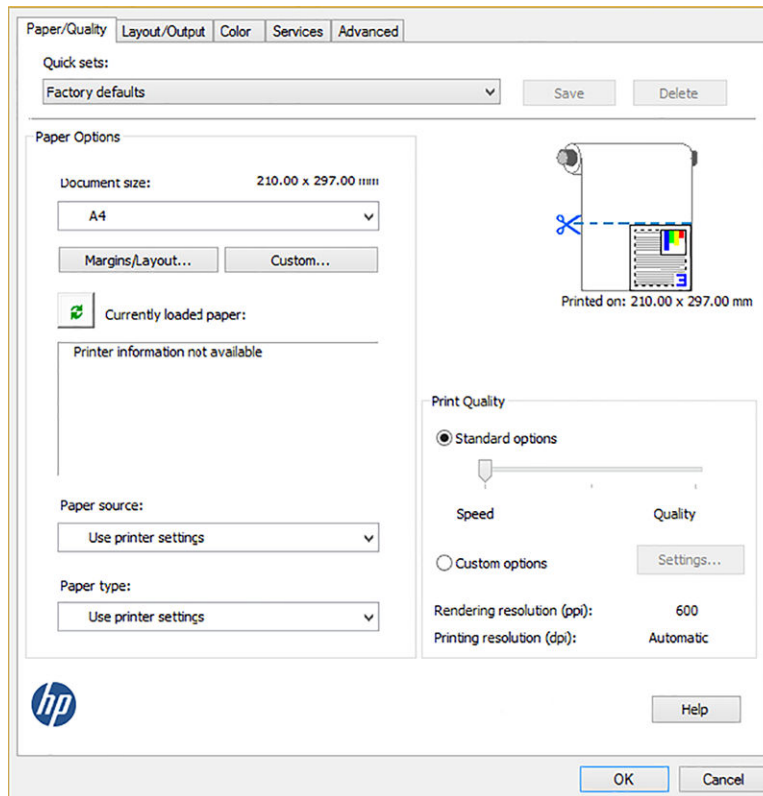 Paper/Quality Layout/Output Color Services Advanced
Quick sets:
Factory defaults
Save Delete
Paper Options
Document size: 210.00 x 297.00 mm
A4
Margins/Layout... Custom...
Currently loaded paper:
Printer information not available
3
Printed on: 210.00 x 297.00 mm
Print Quality
Standard options
Speed Quality
Custom options Settings...
Rendering resolution (ppi): 600
Printing resolution (dpi): Automatic
Paper source:
Use printer settings
Paper type:
Use printer settings
hp
Help
OK Cancel